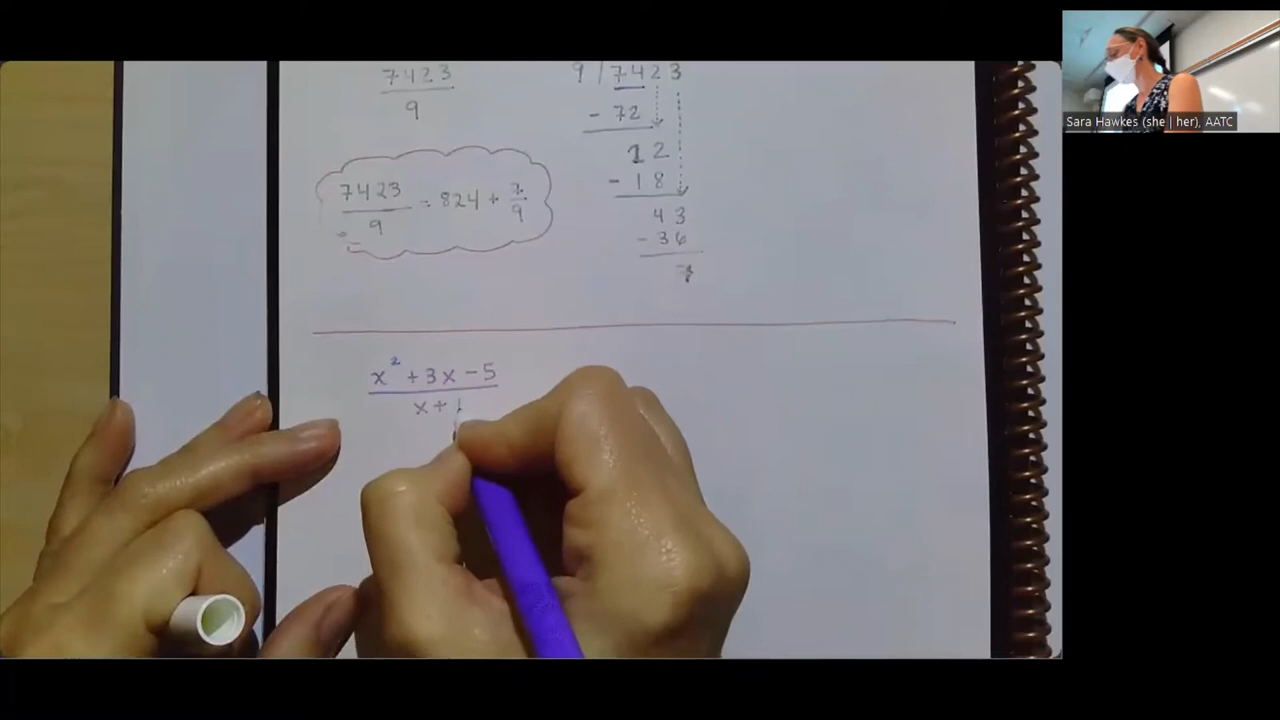 7423
9
9 / 7423
- 72
12
- 18
43
- 36
7
7423
9
= 824 + 7/9
=
x² + 3x - 5
x +
Sara Hawkes (she | her), AATC